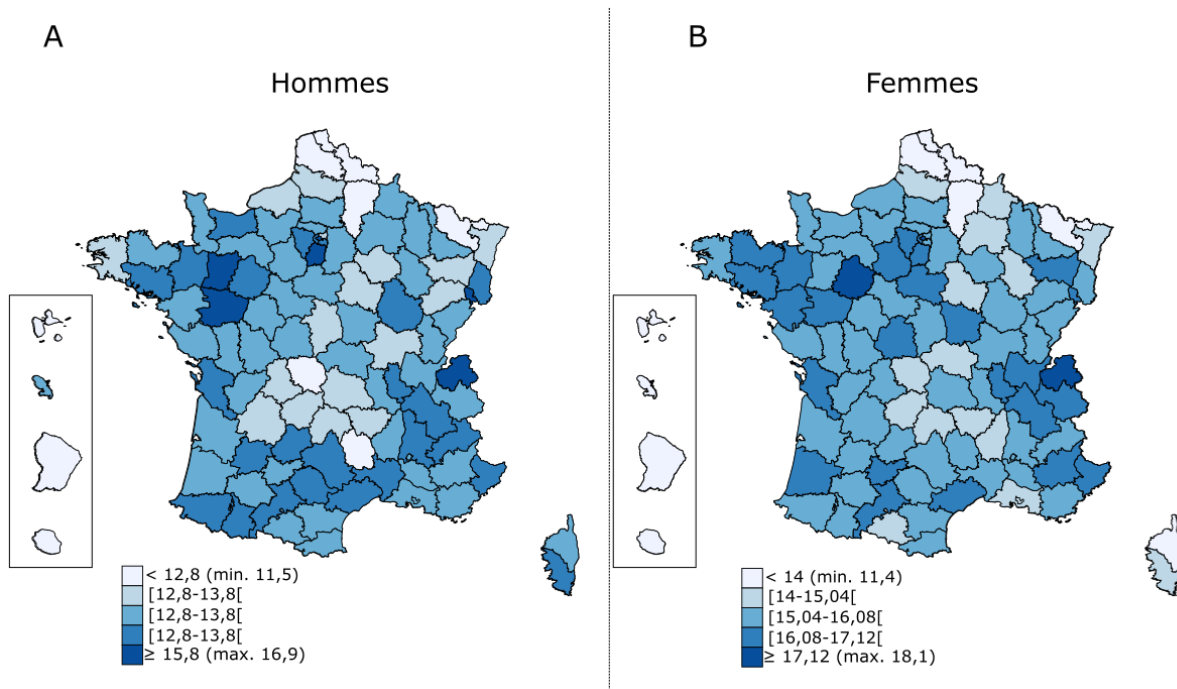 A
B
Hommes
Femmes
< 12,8 (min. 11,5)
[12,8-13,8[
[12,8-13,8[
[12,8-13,8[
≥ 15,8 (max. 16,9)
< 14 (min. 11,4)
[14-15,04[
[15,04-16,08[
[16,08-17,12[
≥ 17,12 (max. 18,1)